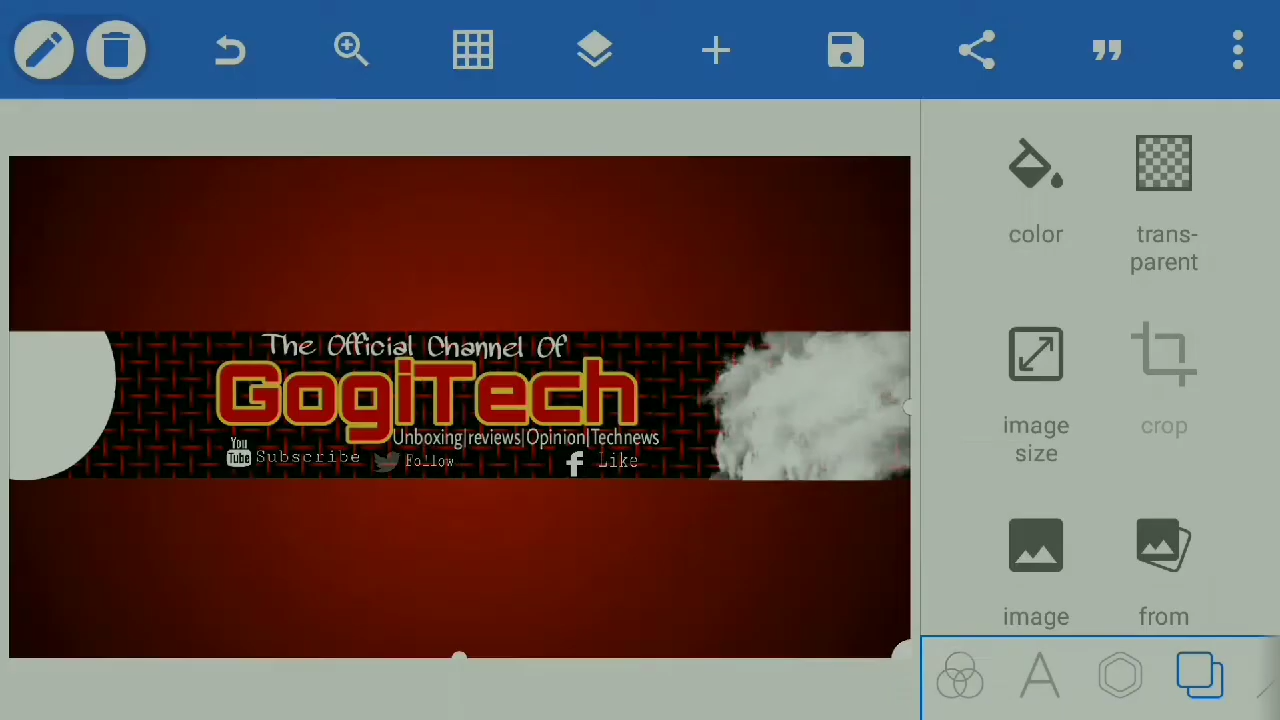 color
trans-
parent
The Official Channel Of
GogiTech
Unboxing|reviews|Opinion|Technews
You
Tube
Subscribe
Follow
f
Like
image
size
crop
image
from
A